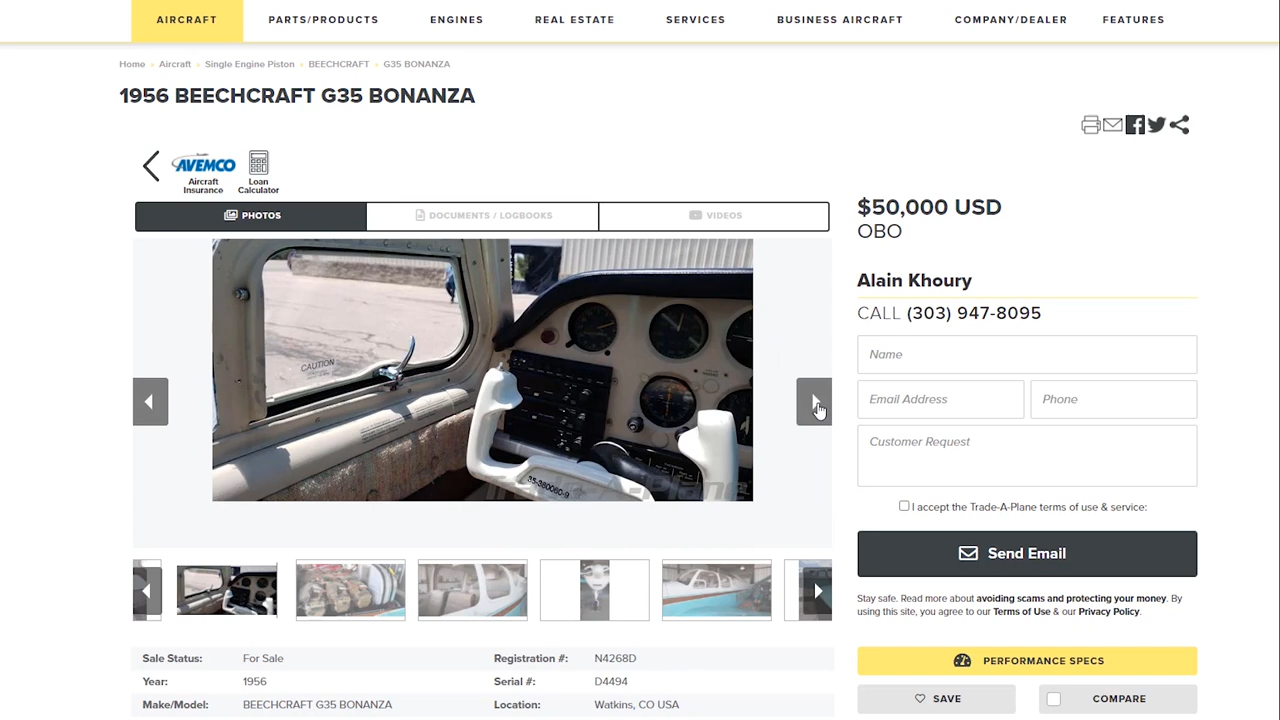 AIRCRAFT PARTS/PRODUCTS ENGINES REAL ESTATE SERVICES BUSINESS AIRCRAFT COMPANY/DEALER FEATURES
Home Aircraft Single Engine Piston BEECHCRAFT G35 BONANZA
1956 BEECHCRAFT G35 BONANZA
AVEMCO
Aircraft Insurance
Loan Calculator
PHOTOS DOCUMENTS / LOGBOOKS VIDEOS
CAUTION
35-380060-9
$50,000 USD
OBO
Alain Khoury
CALL (303) 947-8095
Name
Email Address Phone
Customer Request
I accept the Trade-A-Plane terms of use & service:
Send Email
Stay safe. Read more about avoiding scams and protecting your money. By
using this site, you agree to our Terms of Use & our Privacy Policy.
PERFORMANCE SPECS
SAVE COMPARE
Sale Status: For Sale Registration #: N4268D
Year: 1956 Serial #: D4494
Make/Model: BEECHCRAFT G35 BONANZA Location: Watkins, CO USA